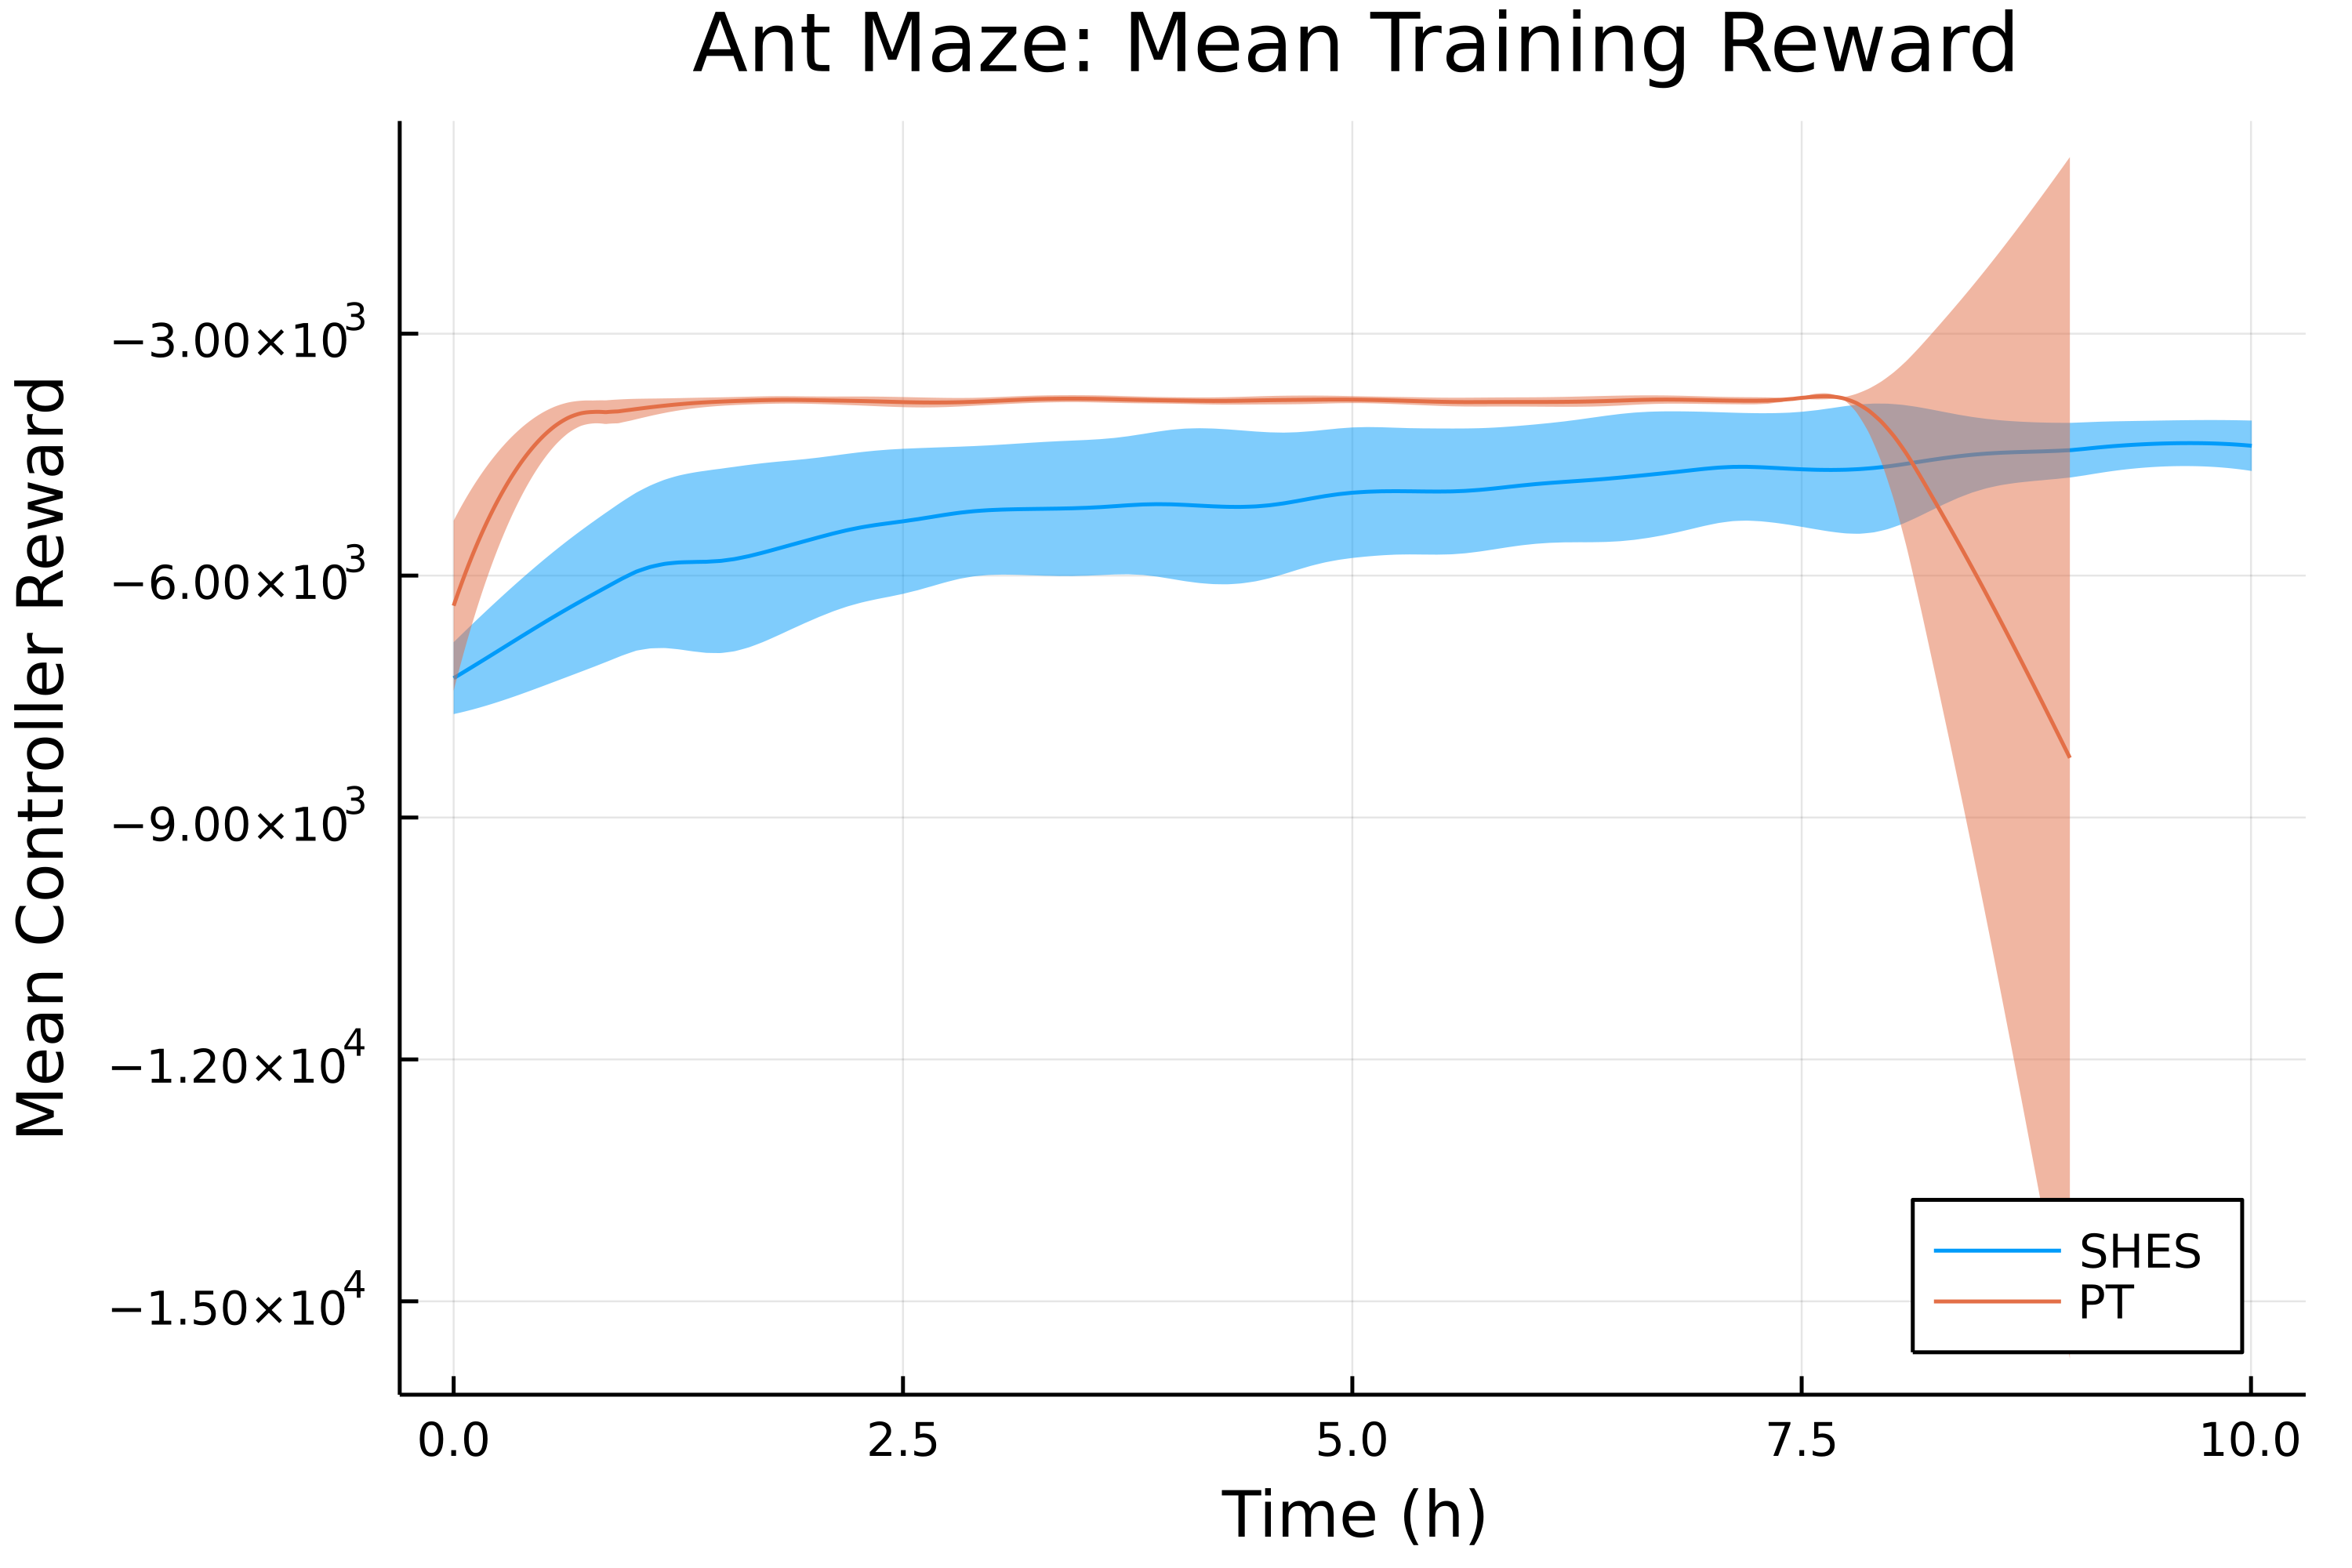 Ant Maze: Mean Training Reward
Mean Controller Reward
−3.00×10³
−6.00×10³
−9.00×10³
−1.20×10⁴
−1.50×10⁴
SHES
PT
0.0 2.5 5.0 7.5 10.0
Time (h)